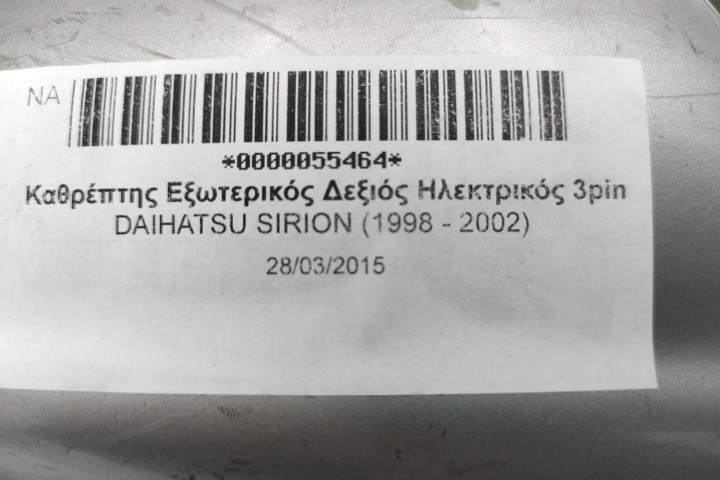 NA
*0000055464*
Καθρέπτης Εξωτερικός Δεξιός Ηλεκτρικός 3pin
DAIHATSU SIRION (1998 - 2002)
28/03/2015